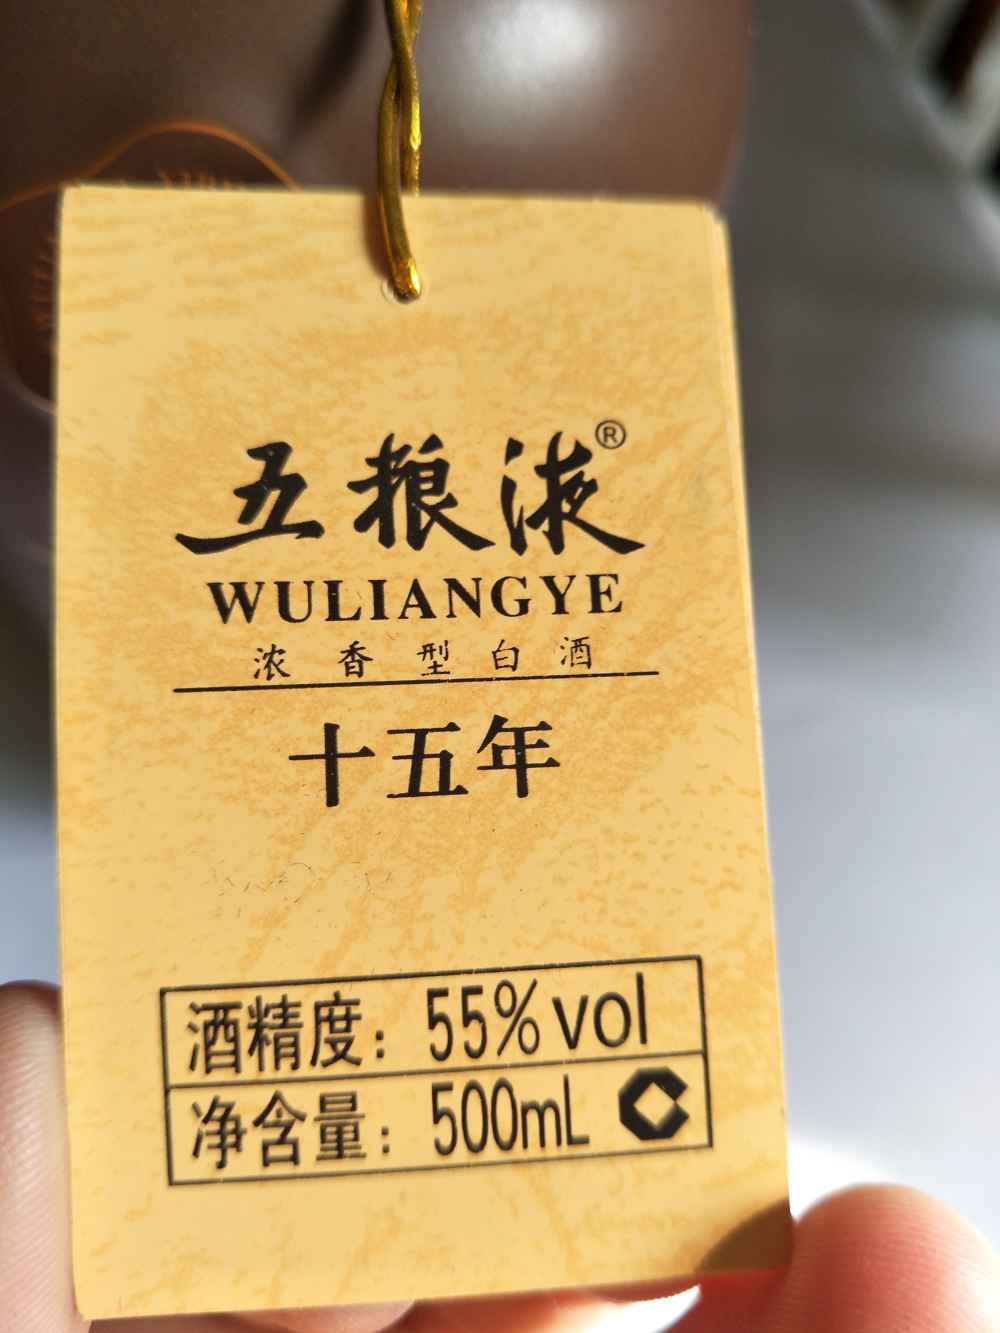 五粮液®
WULIANGYE
浓香型白酒
十五年
酒精度：55%vol
净含量：500mL